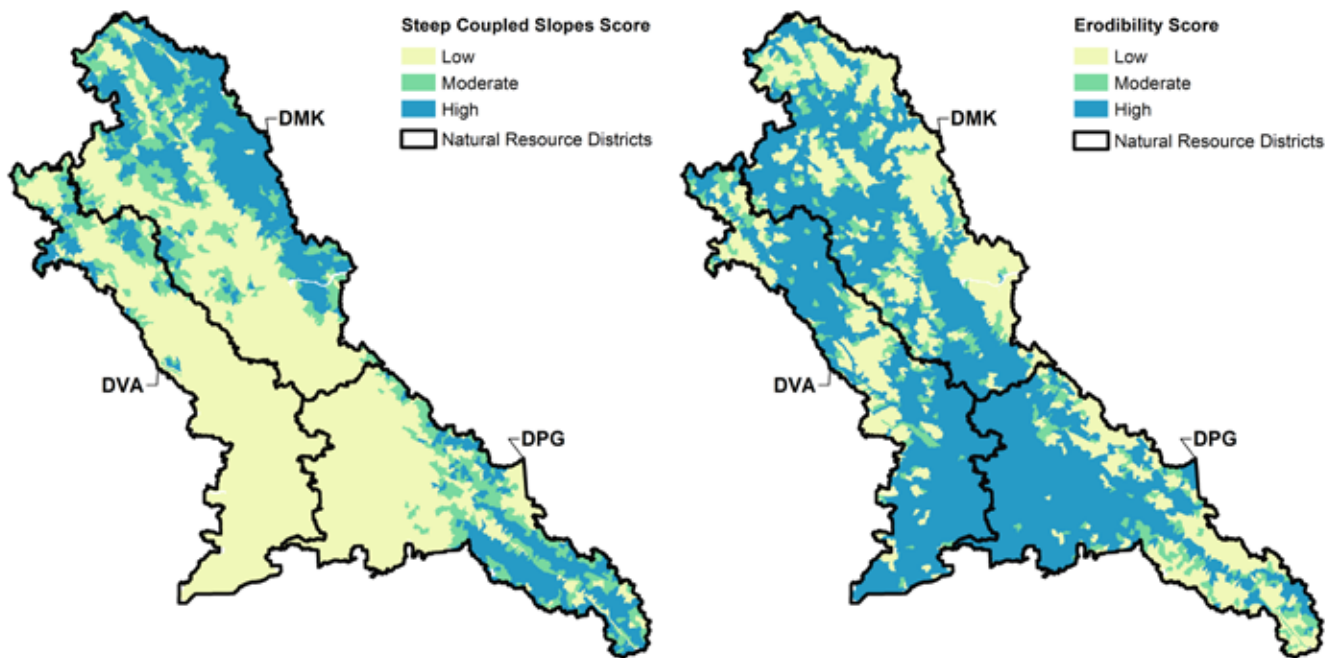 Steep Coupled Slopes Score
Low
Moderate
High
Natural Resource Districts
DMK
DVA
DPG
Erodibility Score
Low
Moderate
High
Natural Resource Districts
DMK
DVA
DPG